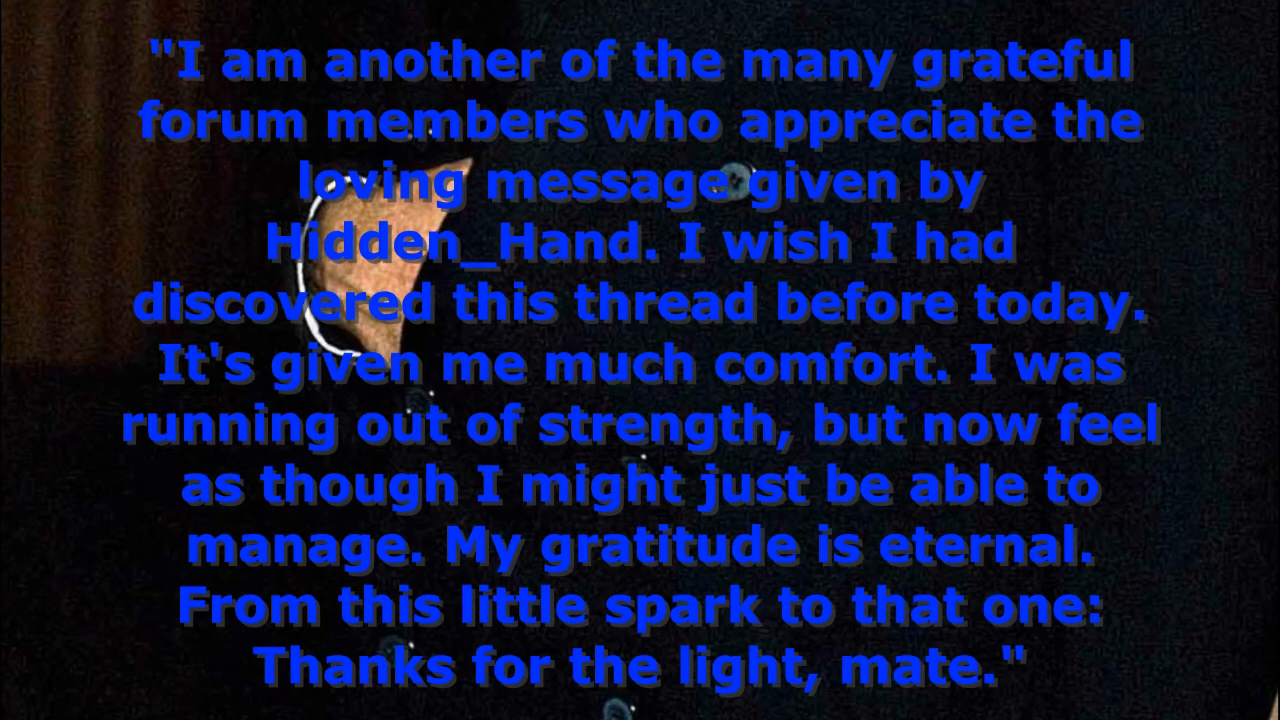 "I am another of the many grateful
forum members who appreciate the
loving message given by
Hidden_Hand. I wish I had
discovered this thread before today.
It's given me much comfort. I was
running out of strength, but now feel
as though I might just be able to
manage. My gratitude is eternal.
From this little spark to that one:
Thanks for the light, mate."